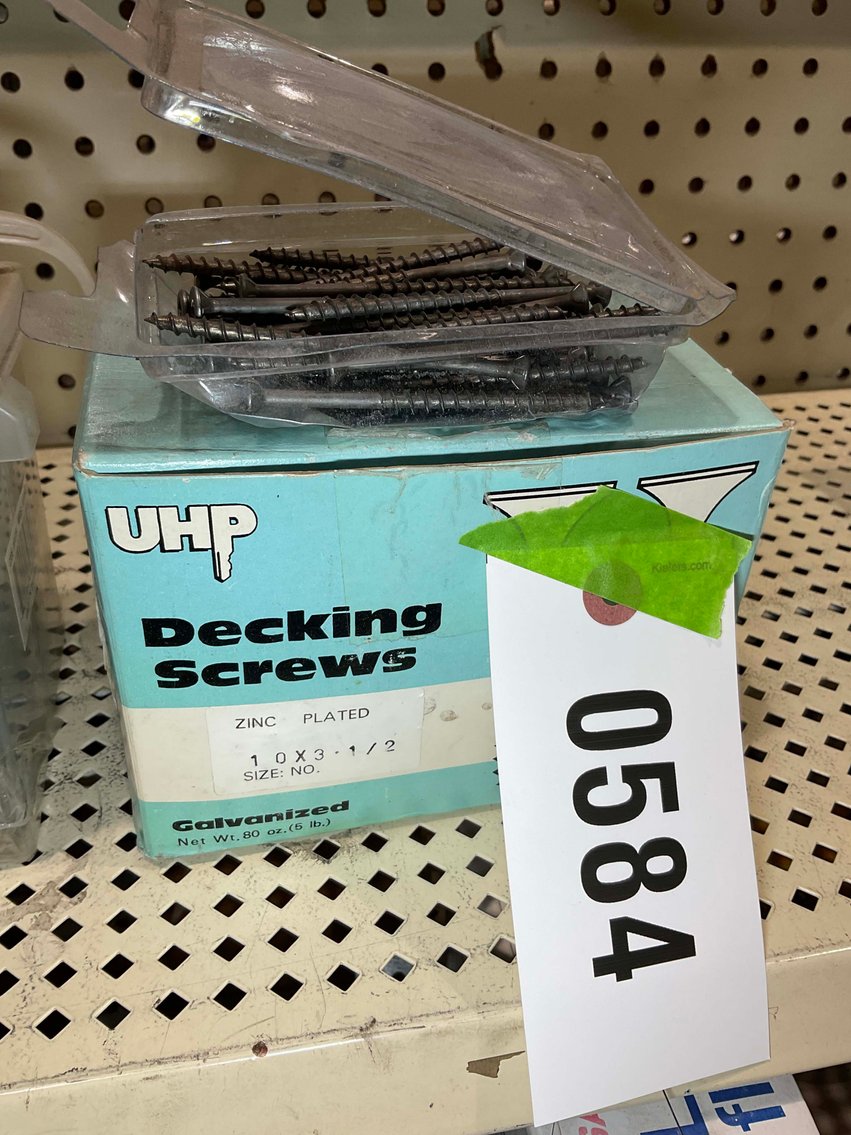 UHP
Decking
Screws
ZINC PLATED
10X3-1/2
SIZE: NO.
Galvanized
Net Wt. 80 oz. (5 lb.)
Kiefers.com
0584